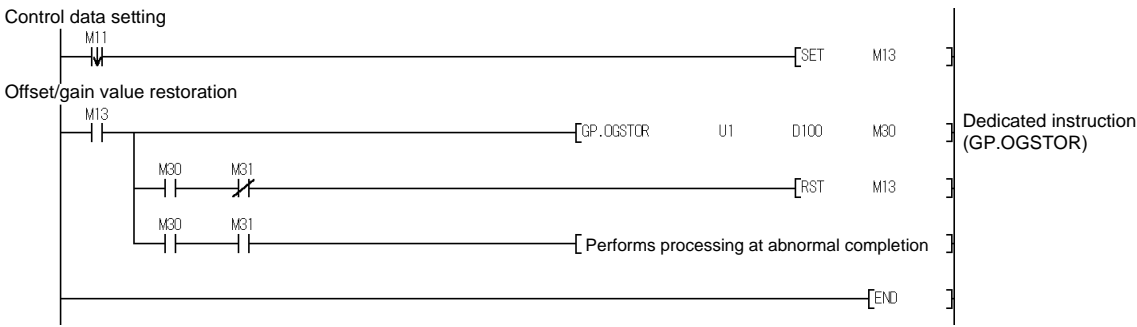 Control data setting
M11
SET M13
Offset/gain value restoration
M13
GP.OGSTOR U1 D100 M30
Dedicated instruction
(GP.OGSTOR)
M30 M31
RST M13
M30 M31
Performs processing at abnormal completion
END